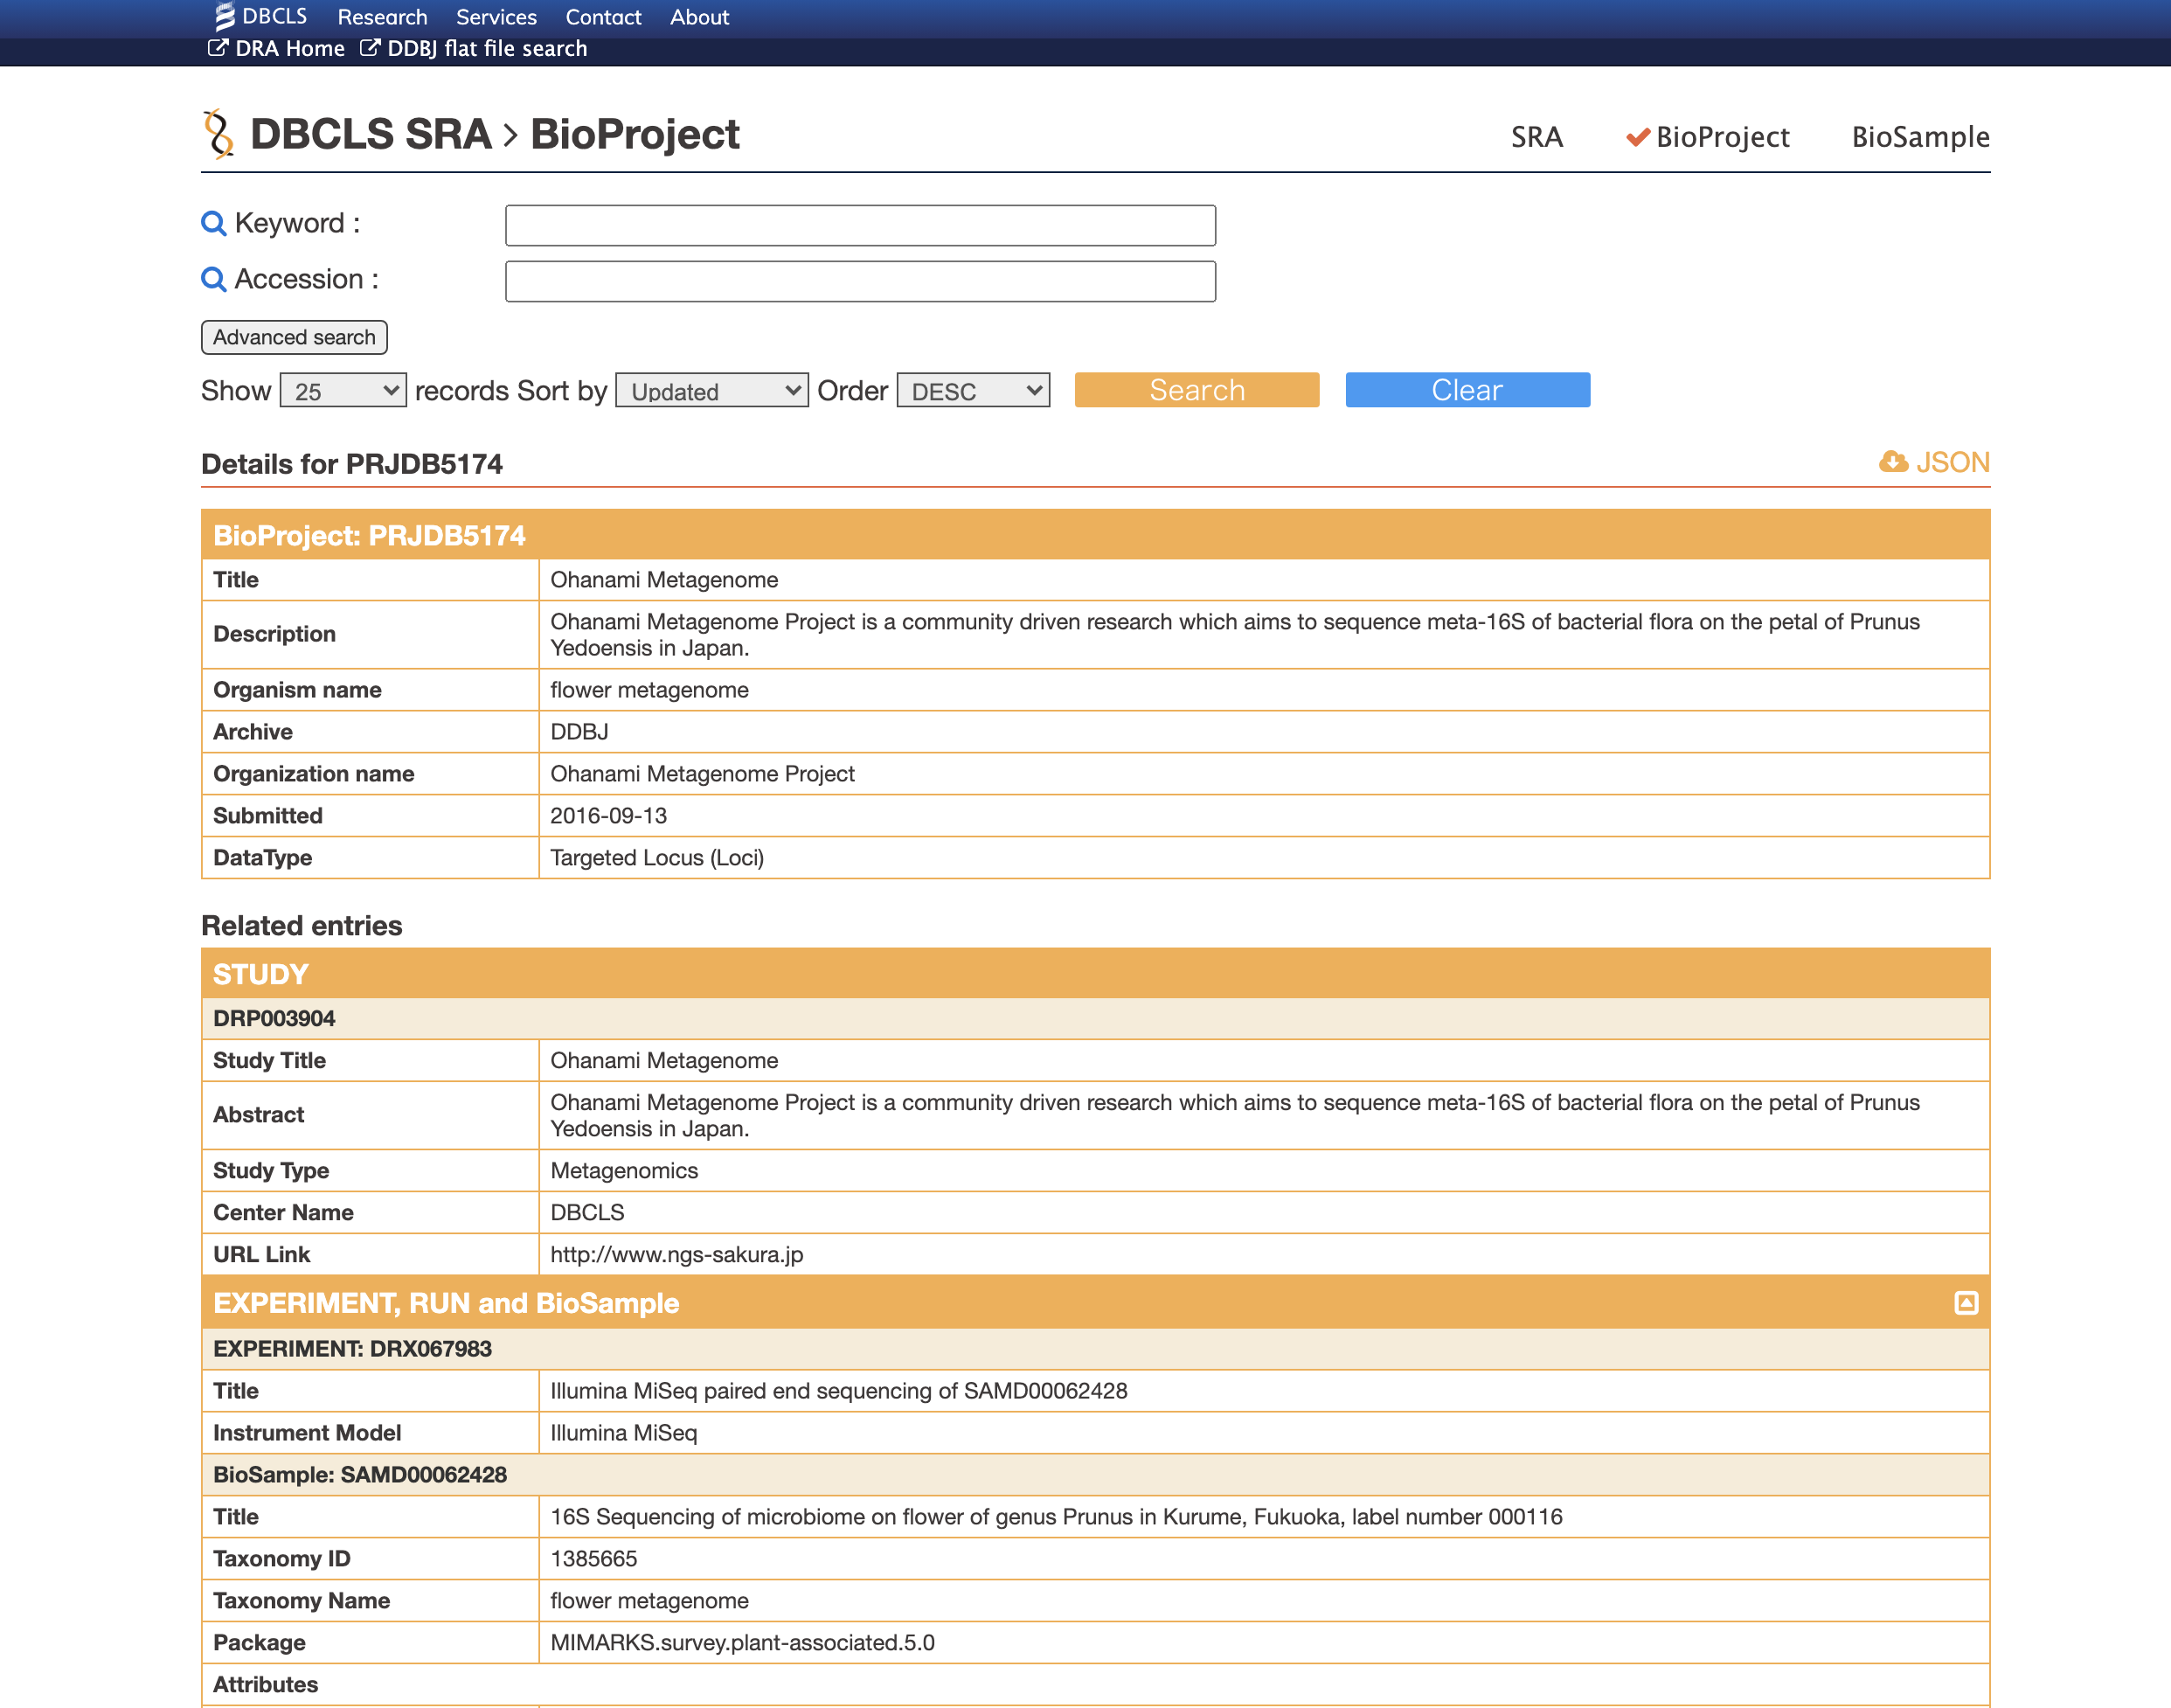 DBCLS Research Services Contact About
DRA Home DDBJ flat file search
DBCLS SRA > BioProject
SRA BioProject BioSample
Keyword :
Accession :
Advanced search
Show 25 records Sort by Updated Order DESC Search Clear
Details for PRJDB5174 JSON
BioProject: PRJDB5174
Title Ohanami Metagenome
Description Ohanami Metagenome Project is a community driven research which aims to sequence meta-16S of bacterial flora on the petal of Prunus
Yedoensis in Japan.
Organism name flower metagenome
Archive DDBJ
Organization name Ohanami Metagenome Project
Submitted 2016-09-13
DataType Targeted Locus (Loci)
Related entries
STUDY
DRP003904
Study Title Ohanami Metagenome
Abstract Ohanami Metagenome Project is a community driven research which aims to sequence meta-16S of bacterial flora on the petal of Prunus
Yedoensis in Japan.
Study Type Metagenomics
Center Name DBCLS
URL Link http://www.ngs-sakura.jp
EXPERIMENT, RUN and BioSample
EXPERIMENT: DRX067983
Title Illumina MiSeq paired end sequencing of SAMD00062428
Instrument Model Illumina MiSeq
BioSample: SAMD00062428
Title 16S Sequencing of microbiome on flower of genus Prunus in Kurume, Fukuoka, label number 000116
Taxonomy ID 1385665
Taxonomy Name flower metagenome
Package MIMARKS.survey.plant-associated.5.0
Attributes